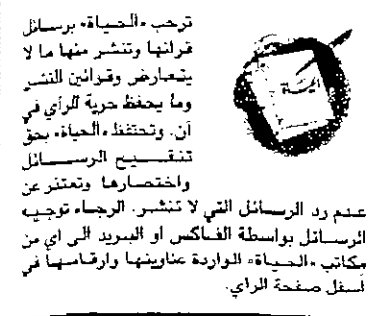 ترحب «الحياة» برسائل
قرائها وتنشر منها ما لا
يتعارض وقوانين النشر
وما يحفظ حرية الرأي في
آن. وتحتفظ «الحياة» بحق
تنقيح الرسائل
واختصارها وتعتذر عن
عدم رد الرسائل التي لا تنشر. الرجاء توجيه
الرسائل بواسطة الفاكس او البريد الى اي من
مكاتب «الحياة» الواردة عناوينها وارقامها في
اسفل صفحة الراي.
الحياة